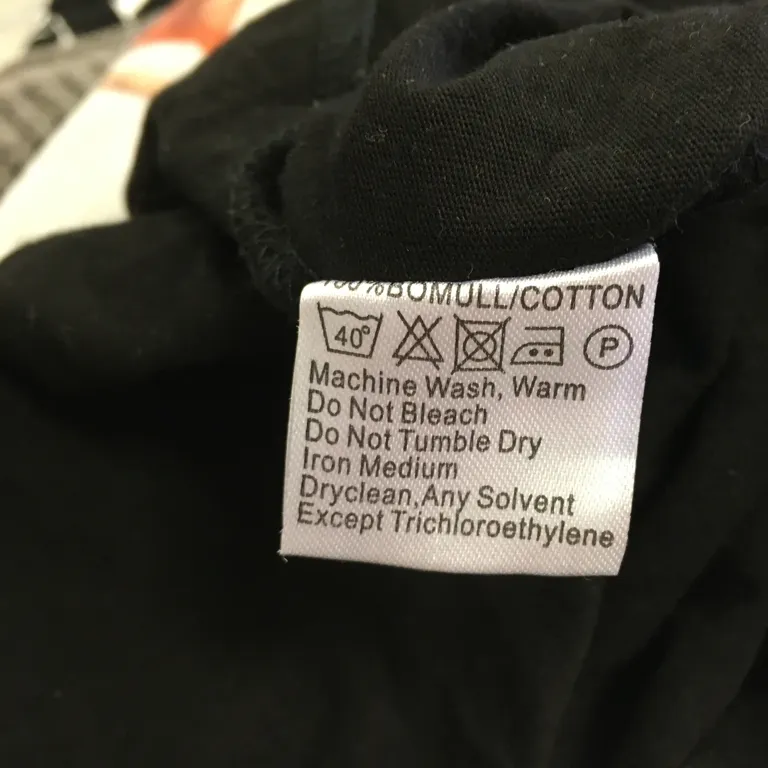 100%BOMULL/COTTON
40°
P
Machine Wash, Warm
Do Not Bleach
Do Not Tumble Dry
Iron Medium
Dryclean,Any Solvent
Except Trichloroethylene